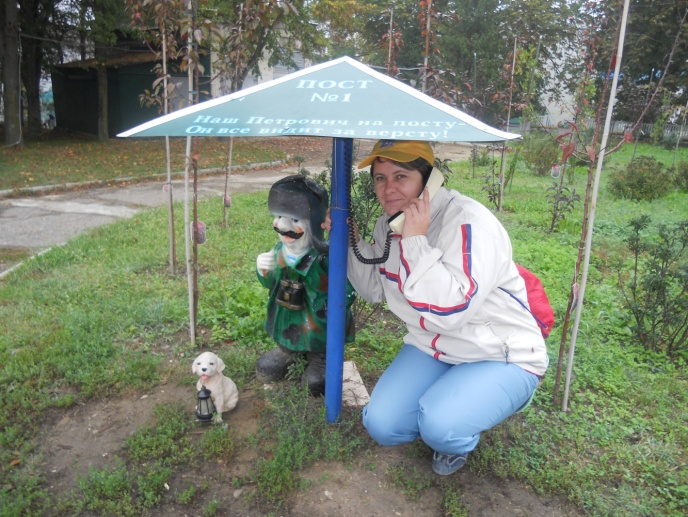 ПОСТ
№1
Наш Петрович на посту-
Он все видит за версту!